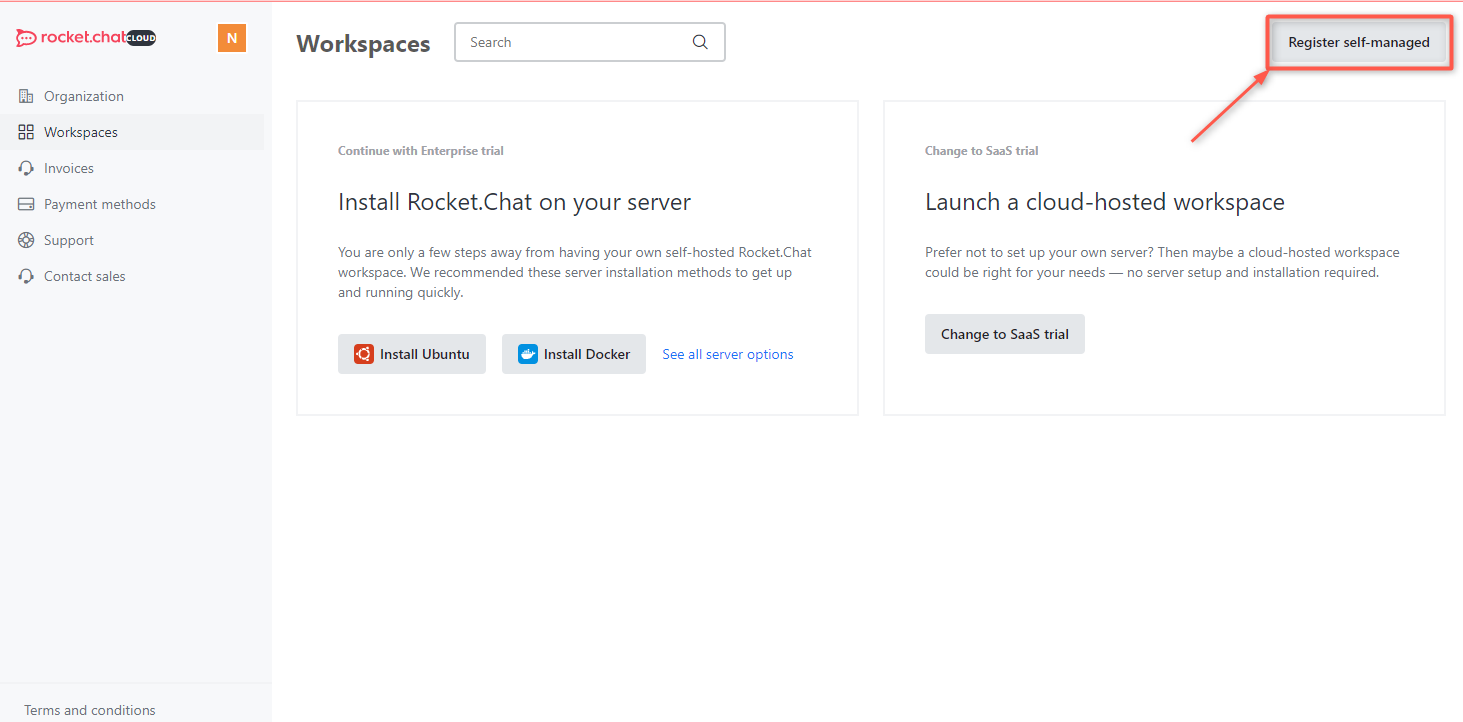 rocket.chat CLOUD
N
Organization
Workspaces
Invoices
Payment methods
Support
Contact sales
Terms and conditions
Workspaces
Search
Register self-managed
Continue with Enterprise trial
Install Rocket.Chat on your server
You are only a few steps away from having your own self-hosted Rocket.Chat
workspace. We recommended these server installation methods to get up
and running quickly.
Install Ubuntu
Install Docker
See all server options
Change to SaaS trial
Launch a cloud-hosted workspace
Prefer not to set up your own server? Then maybe a cloud-hosted workspace
could be right for your needs — no server setup and installation required.
Change to SaaS trial